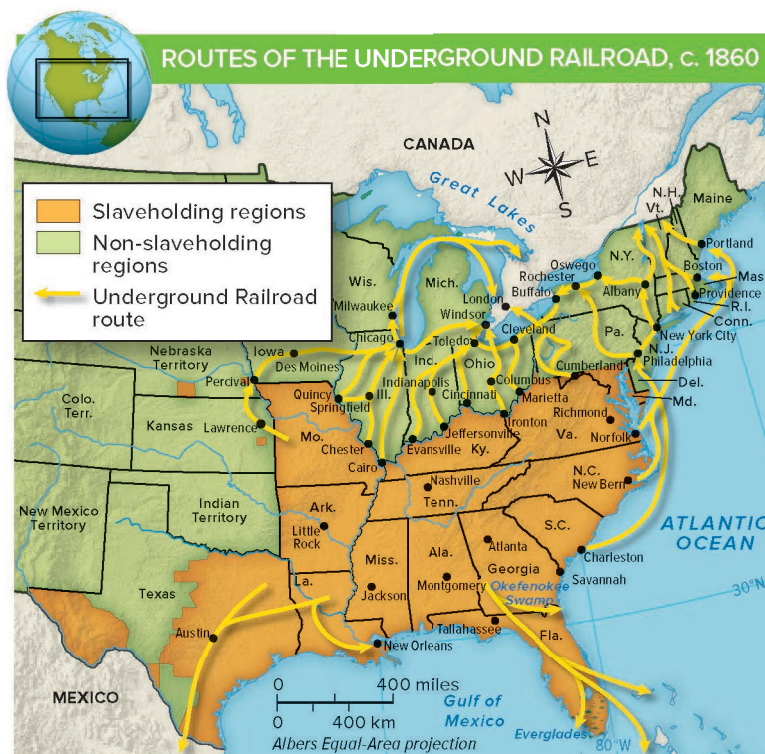 ROUTES OF THE UNDERGROUND RAILROAD, c. 1860
CANADA
N
W
E
S
Great Lakes
Slaveholding regions
Non-slaveholding
regions
Underground Railroad
route
N.H.
Vt.
Maine
Portland
Oswego
N.Y.
Rochester
Buffalo
Albany
Boston
Mas
Providence
R.I.
Conn.
Wis.
Mich.
London
Windsor
Milwaukee
Chicago
Toledo
Cleveland
Pa.
New York City
N.J.
Philadelphia
Nebraska
Territory
Iowa
Des Moines
Inc.
Ohio
Cumberland
Del.
Md.
Percival
Quincy
Ill.
Springfield
Indianapolis
Cincinnati
Columbus
Marietta
Colo.
Terr.
Kansas
Lawrence
Mo.
Chester
Cairo
Evansville
Jeffersonville
Ky.
Ironton
Va.
Richmond
Norfolk
Nashville
Tenn.
N.C.
New Bern
New Mexico
Territory
Indian
Territory
Ark.
Little
Rock
Miss.
Ala.
Atlanta
Georgia
S.C.
Charleston
Savannah
ATLANTIC
OCEAN
Texas
La.
Jackson
Montgomery
Okefenokee
Swamp
30°N
Austin
New Orleans
Tallahassee
Fla.
MEXICO
0
400 miles
0
400 km
Albers Equal-Area projection
Gulf of
Mexico
Everglades
80°W